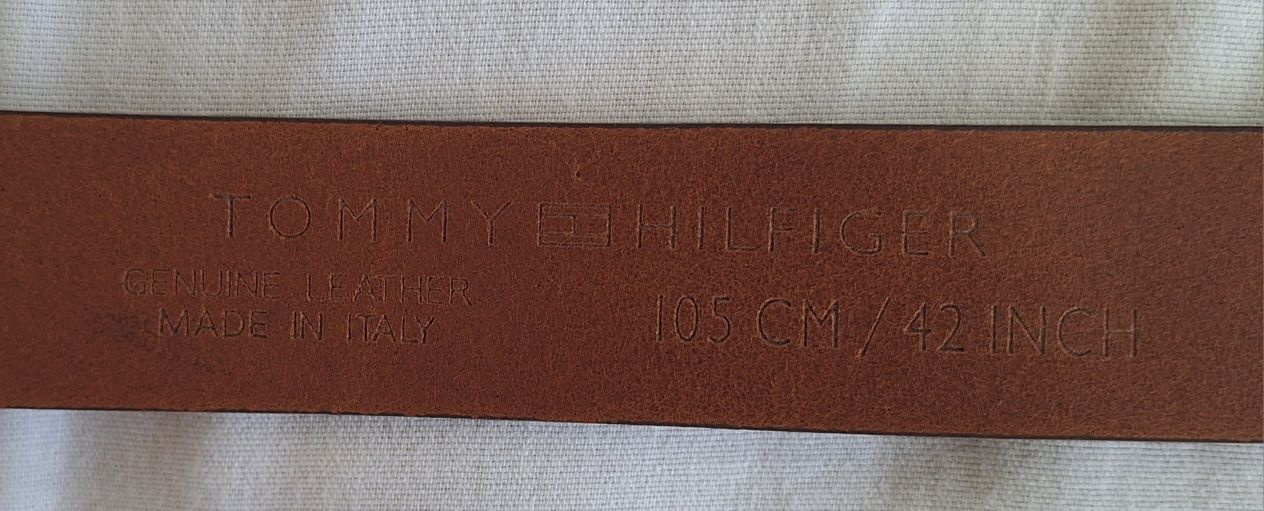 TOMMY HILFIGER
GENUINE LEATHER
MADE IN ITALY
105 CM / 42 INCH